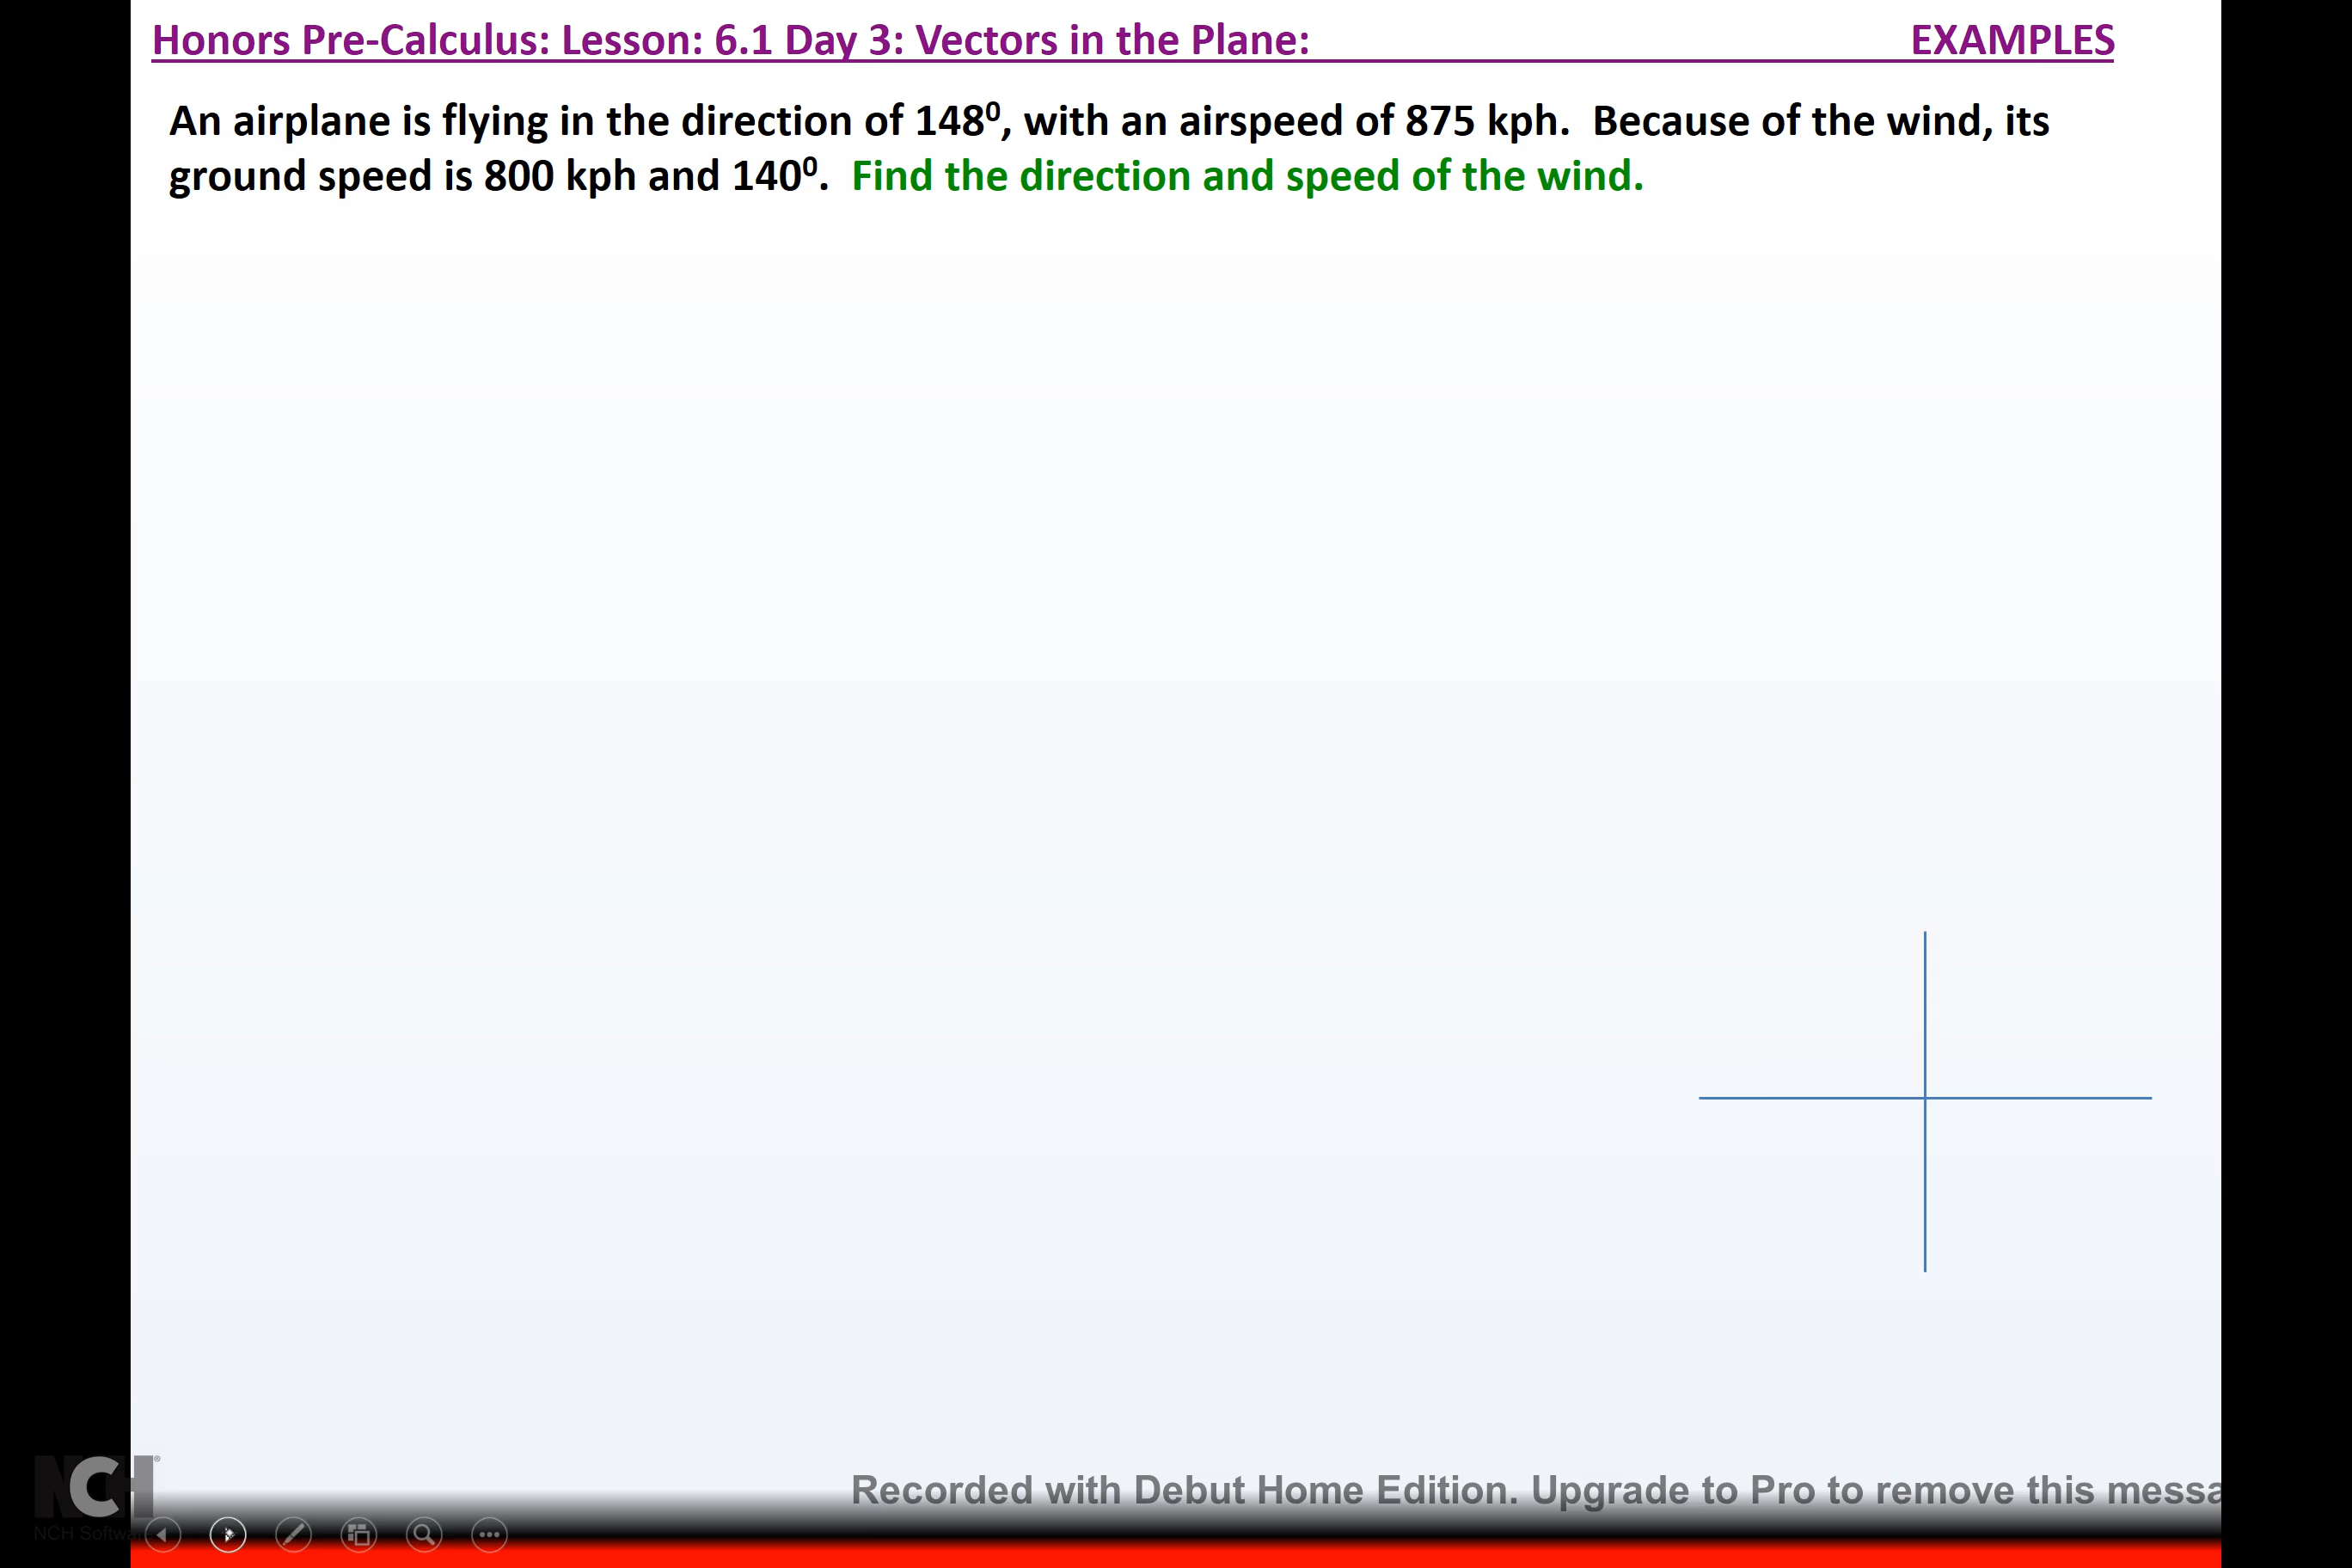 Honors Pre-Calculus: Lesson: 6.1 Day 3: Vectors in the Plane: EXAMPLES
An airplane is flying in the direction of 148⁰, with an airspeed of 875 kph. Because of the wind, its
ground speed is 800 kph and 140⁰. Find the direction and speed of the wind.
NCH®
Recorded with Debut Home Edition. Upgrade to Pro to remove this messa
NCH Softwa